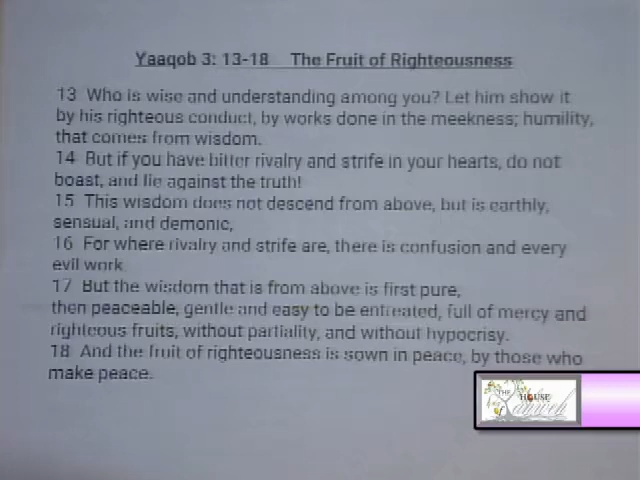 Yaaqob 3: 13-18 The Fruit of Righteousness
13 Who is wise and understanding among you? Let him show it
by his righteous conduct, by works done in the meekness; humility,
that comes from wisdom.
14 But if you have bitter rivalry and strife in your hearts, do not
boast, and lie against the truth!
15 This wisdom does not descend from above, but is earthly,
sensual, and demonic,
16 For where rivalry and strife are, there is confusion and every
evil work.
17 But the wisdom that is from above is first pure,
then peaceable, gentle and easy to be entreated, full of mercy and
righteous fruits, without partiality, and without hypocrisy.
18 And the fruit of righteousness is sown in peace, by those who
make peace.
THE HOUSE